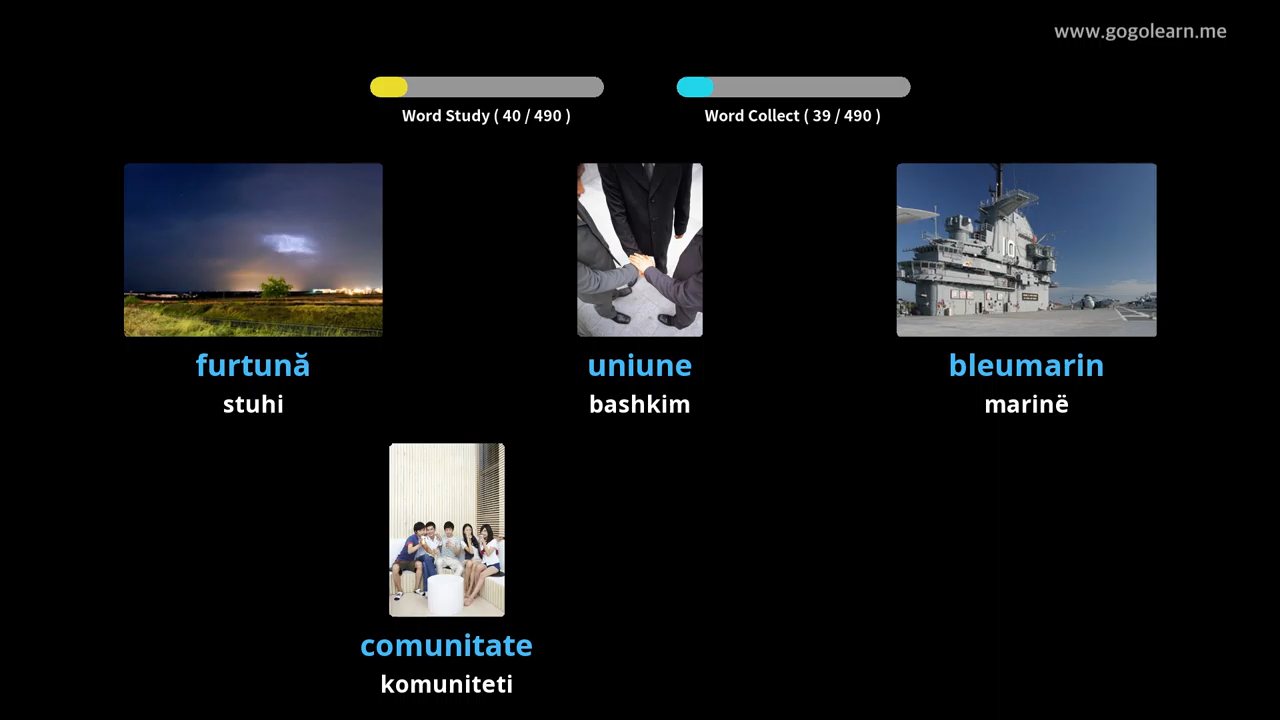 www.gogolearn.me
Word Study ( 40 / 490 )
Word Collect ( 39 / 490 )
furtună
stuhi
uniune
bashkim
10
bleumarin
marinë
comunitate
komuniteti